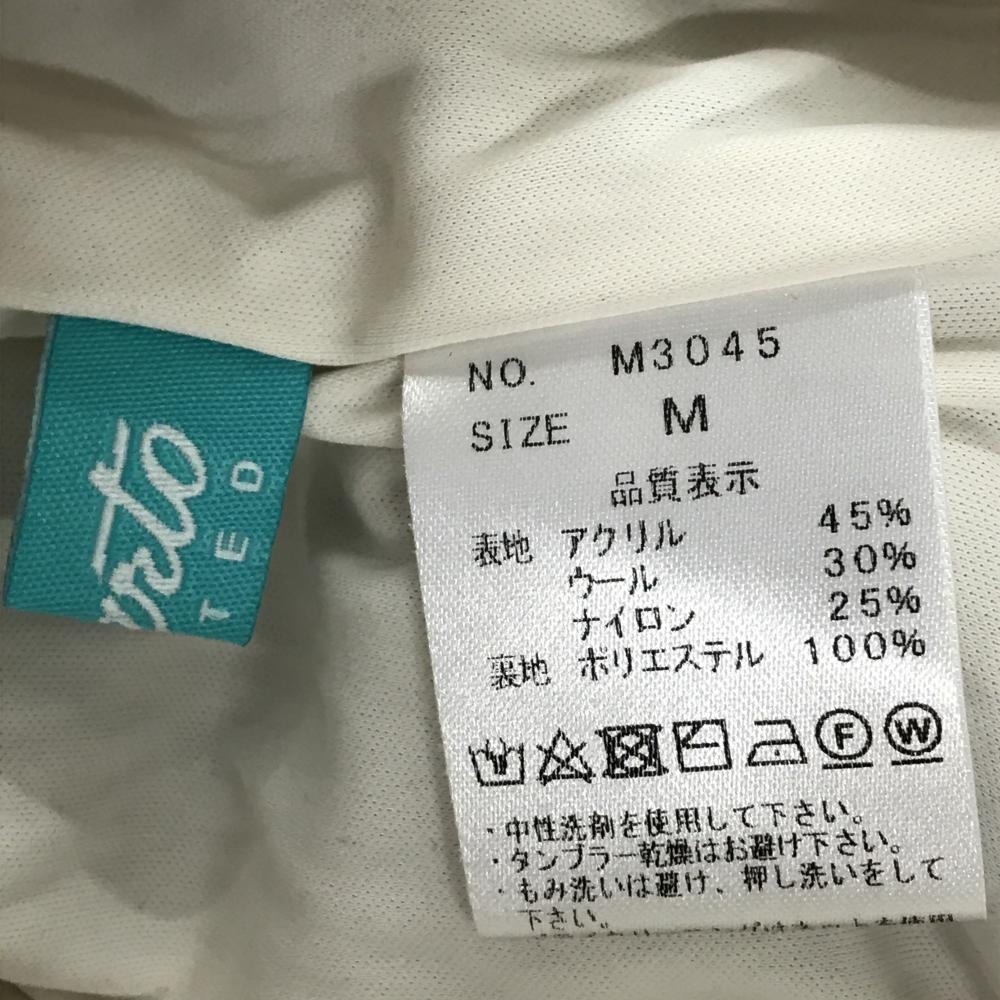 orto
TED
NO. M3045
SIZE M
品質表示
表地 アクリル 45%
ウール 30%
ナイロン 25%
裏地 ポリエステル 100%
F W
・中性洗剤を使用して下さい。
・タンブラー乾燥はお避け下さい。
・もみ洗いは避け、押し洗いをして
下さい。